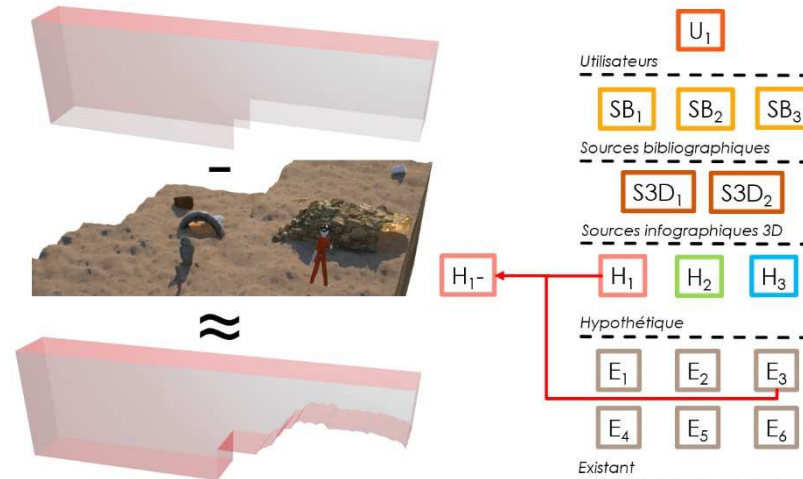 U₁
Utilisateurs
SB₁ SB₂ SB₃
Sources bibliographiques
S3D₁ S3D₂
Sources infographiques 3D
H₁- H₁ H₂ H₃
Hypothétique
E₁ E₂ E₃
E₄ E₅ E₆
Existant
-
≈